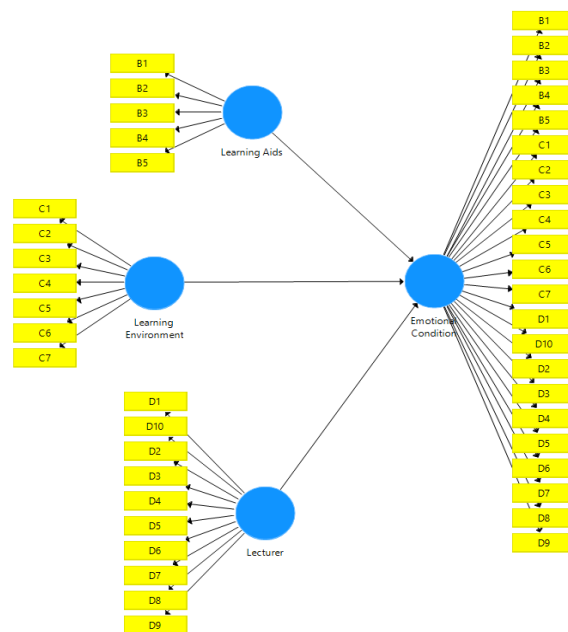 B1
B2
B3
B4
B5
Learning Aids
C1
C2
C3
C4
C5
C6
C7
Learning
Environment
D1
D10
D2
D3
D4
D5
D6
D7
D8
D9
Lecturer
Emotional
Condition
B1
B2
B3
B4
B5
C1
C2
C3
C4
C5
C6
C7
D1
D10
D2
D3
D4
D5
D6
D7
D8
D9